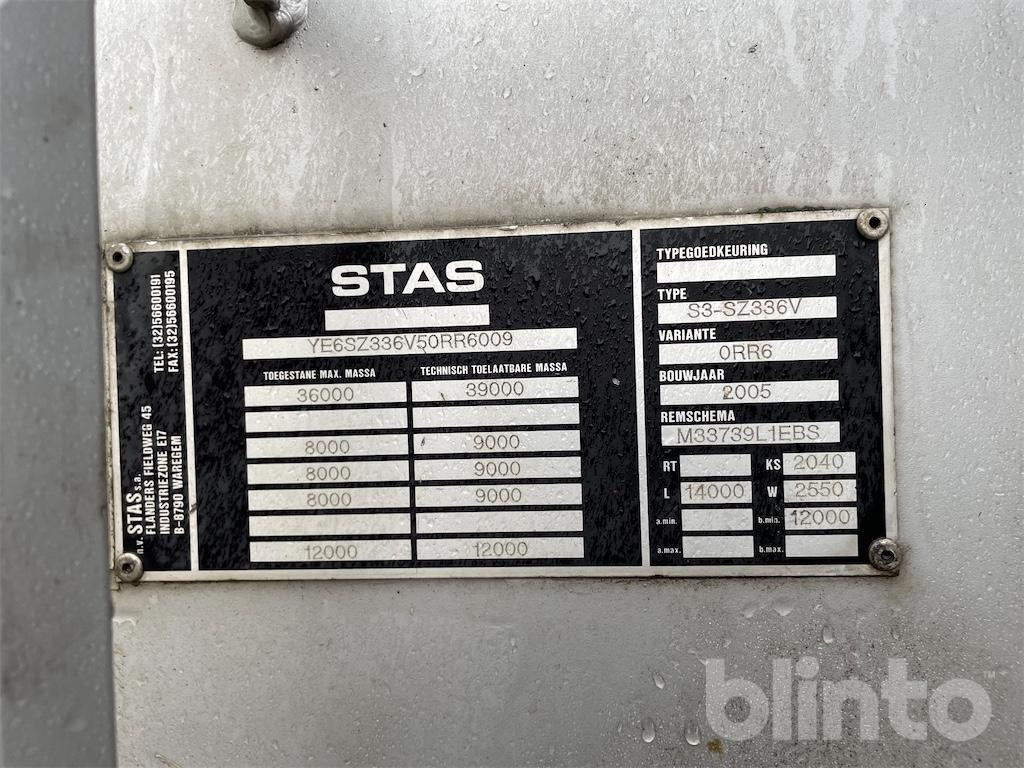 TEL: (32)56600191
FAX: (32)56600195
n.v. STAS s.a.
FLANDERS FIELDWEG 45
INDUSTRIEZONE E17
B-8790 WAREGEM
STAS
YE6SZ336V50RR6009
TOEGESTANE MAX. MASSA TECHNISCH TOELAATBARE MASSA
36000 39000
8000 9000
8000 9000
8000 9000
12000 12000
TYPEGOEDKEURING
TYPE
S3-SZ336V
VARIANTE
0RR6
BOUWJAAR
2005
REMSCHEMA
M33739L1EBS
RT KS 2040
L 14000 W 2550
a.min. b.min. 12000
a.max. b.max.
blinto™